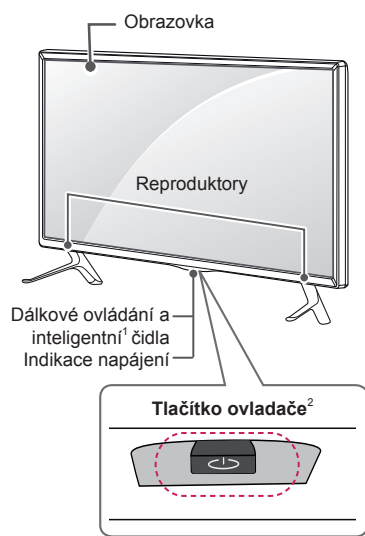 Obrazovka
Reproduktory
Dálkové ovládání a
inteligentní¹ čidla
Indikace napájení
Tlačítko ovladače²